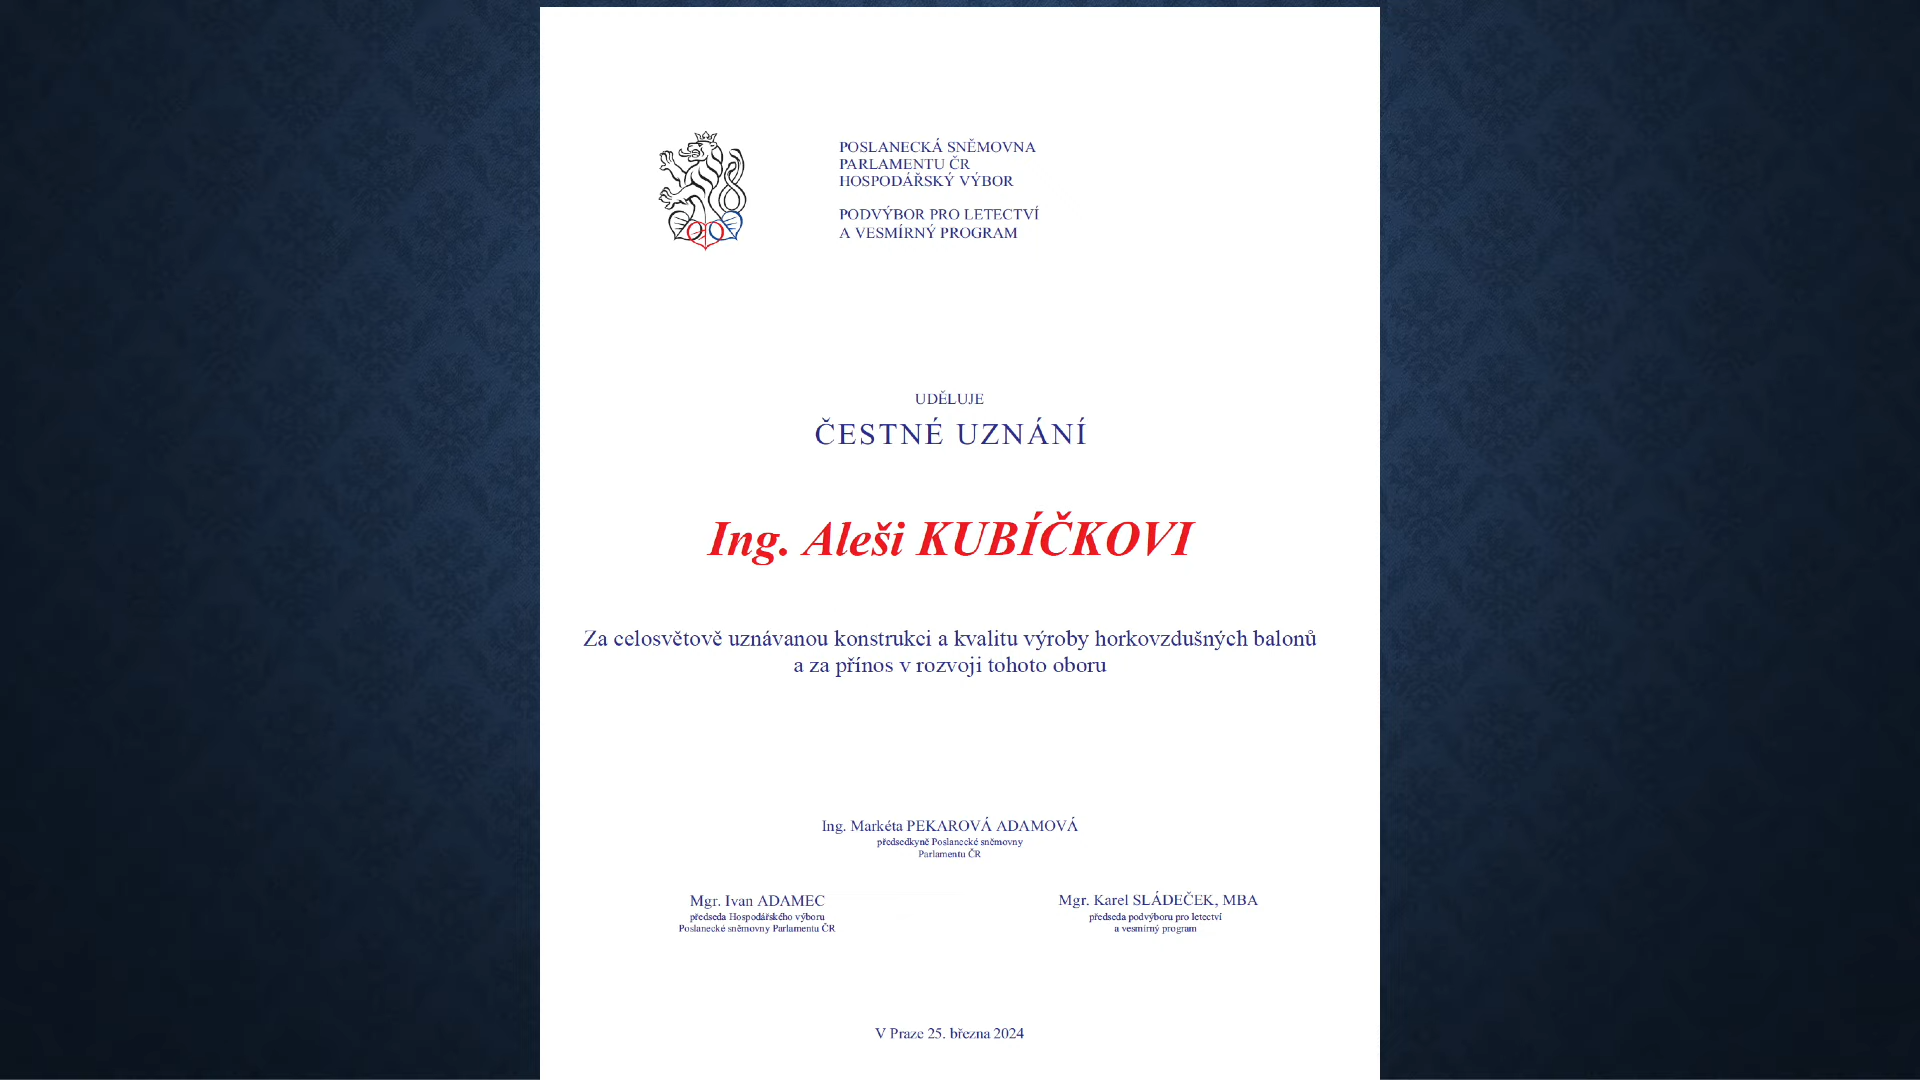 POSLANECKÁ SNĚMOVNA
PARLAMENTU ČR
HOSPODÁŘSKÝ VÝBOR
PODVÝBOR PRO LETECTVÍ
A VESMÍRNÝ PROGRAM
UDĚLUJE
ČESTNÉ UZNÁNÍ
Ing. Aleši KUBÍČKOVI
Za celosvětově uznávanou konstrukci a kvalitu výroby horkovzdušných balonů
a za přínos v rozvoji tohoto oboru
Ing. Markéta PEKAROVÁ ADAMOVÁ
předsedkyně Poslanecké sněmovny
Parlamentu ČR
Mgr. Ivan ADAMEC
předseda Hospodářského výboru
Poslanecké sněmovny Parlamentu ČR
Mgr. Karel SLÁDEČEK, MBA
předseda podvýboru pro letectví
a vesmírný program
V Praze 25. března 2024